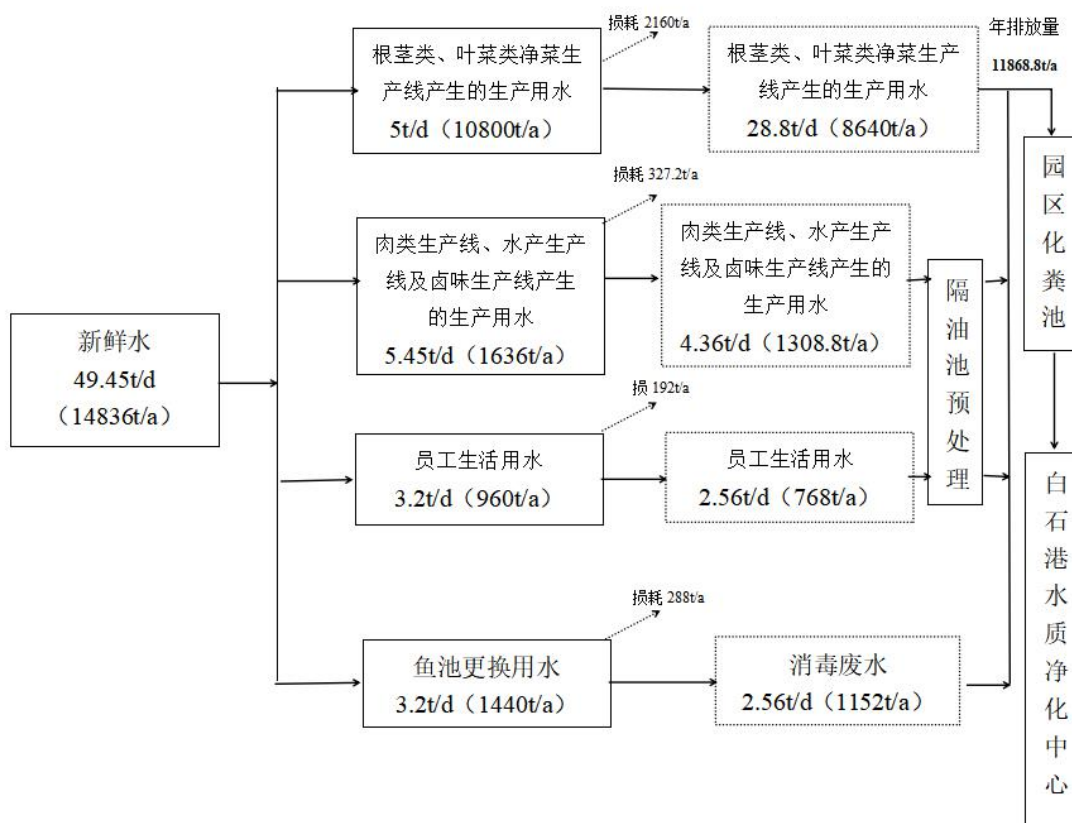 新鲜水
49.45t/d
（14836t/a）
损耗 2160t/a
根茎类、叶菜类净菜生
产线产生的生产用水
5t/d（10800t/a）
根茎类、叶菜类净菜生产
线产生的生产用水
28.8t/d（8640t/a）
年排放量
11868.8t/a
损耗 327.2t/a
肉类生产线、水产生产
线及卤味生产线产生
的生产用水
5.45t/d（1636t/a）
肉类生产线、水产生产
线及卤味生产线产生的
生产用水
4.36t/d（1308.8t/a）
损 192t/a
员工生活用水
3.2t/d（960t/a）
员工生活用水
2.56t/d（768t/a）
损耗 288t/a
鱼池更换用水
3.2t/d（1440t/a）
消毒废水
2.56t/d（1152t/a）
隔油池预处理
园区化粪池
白石港水质净化中心